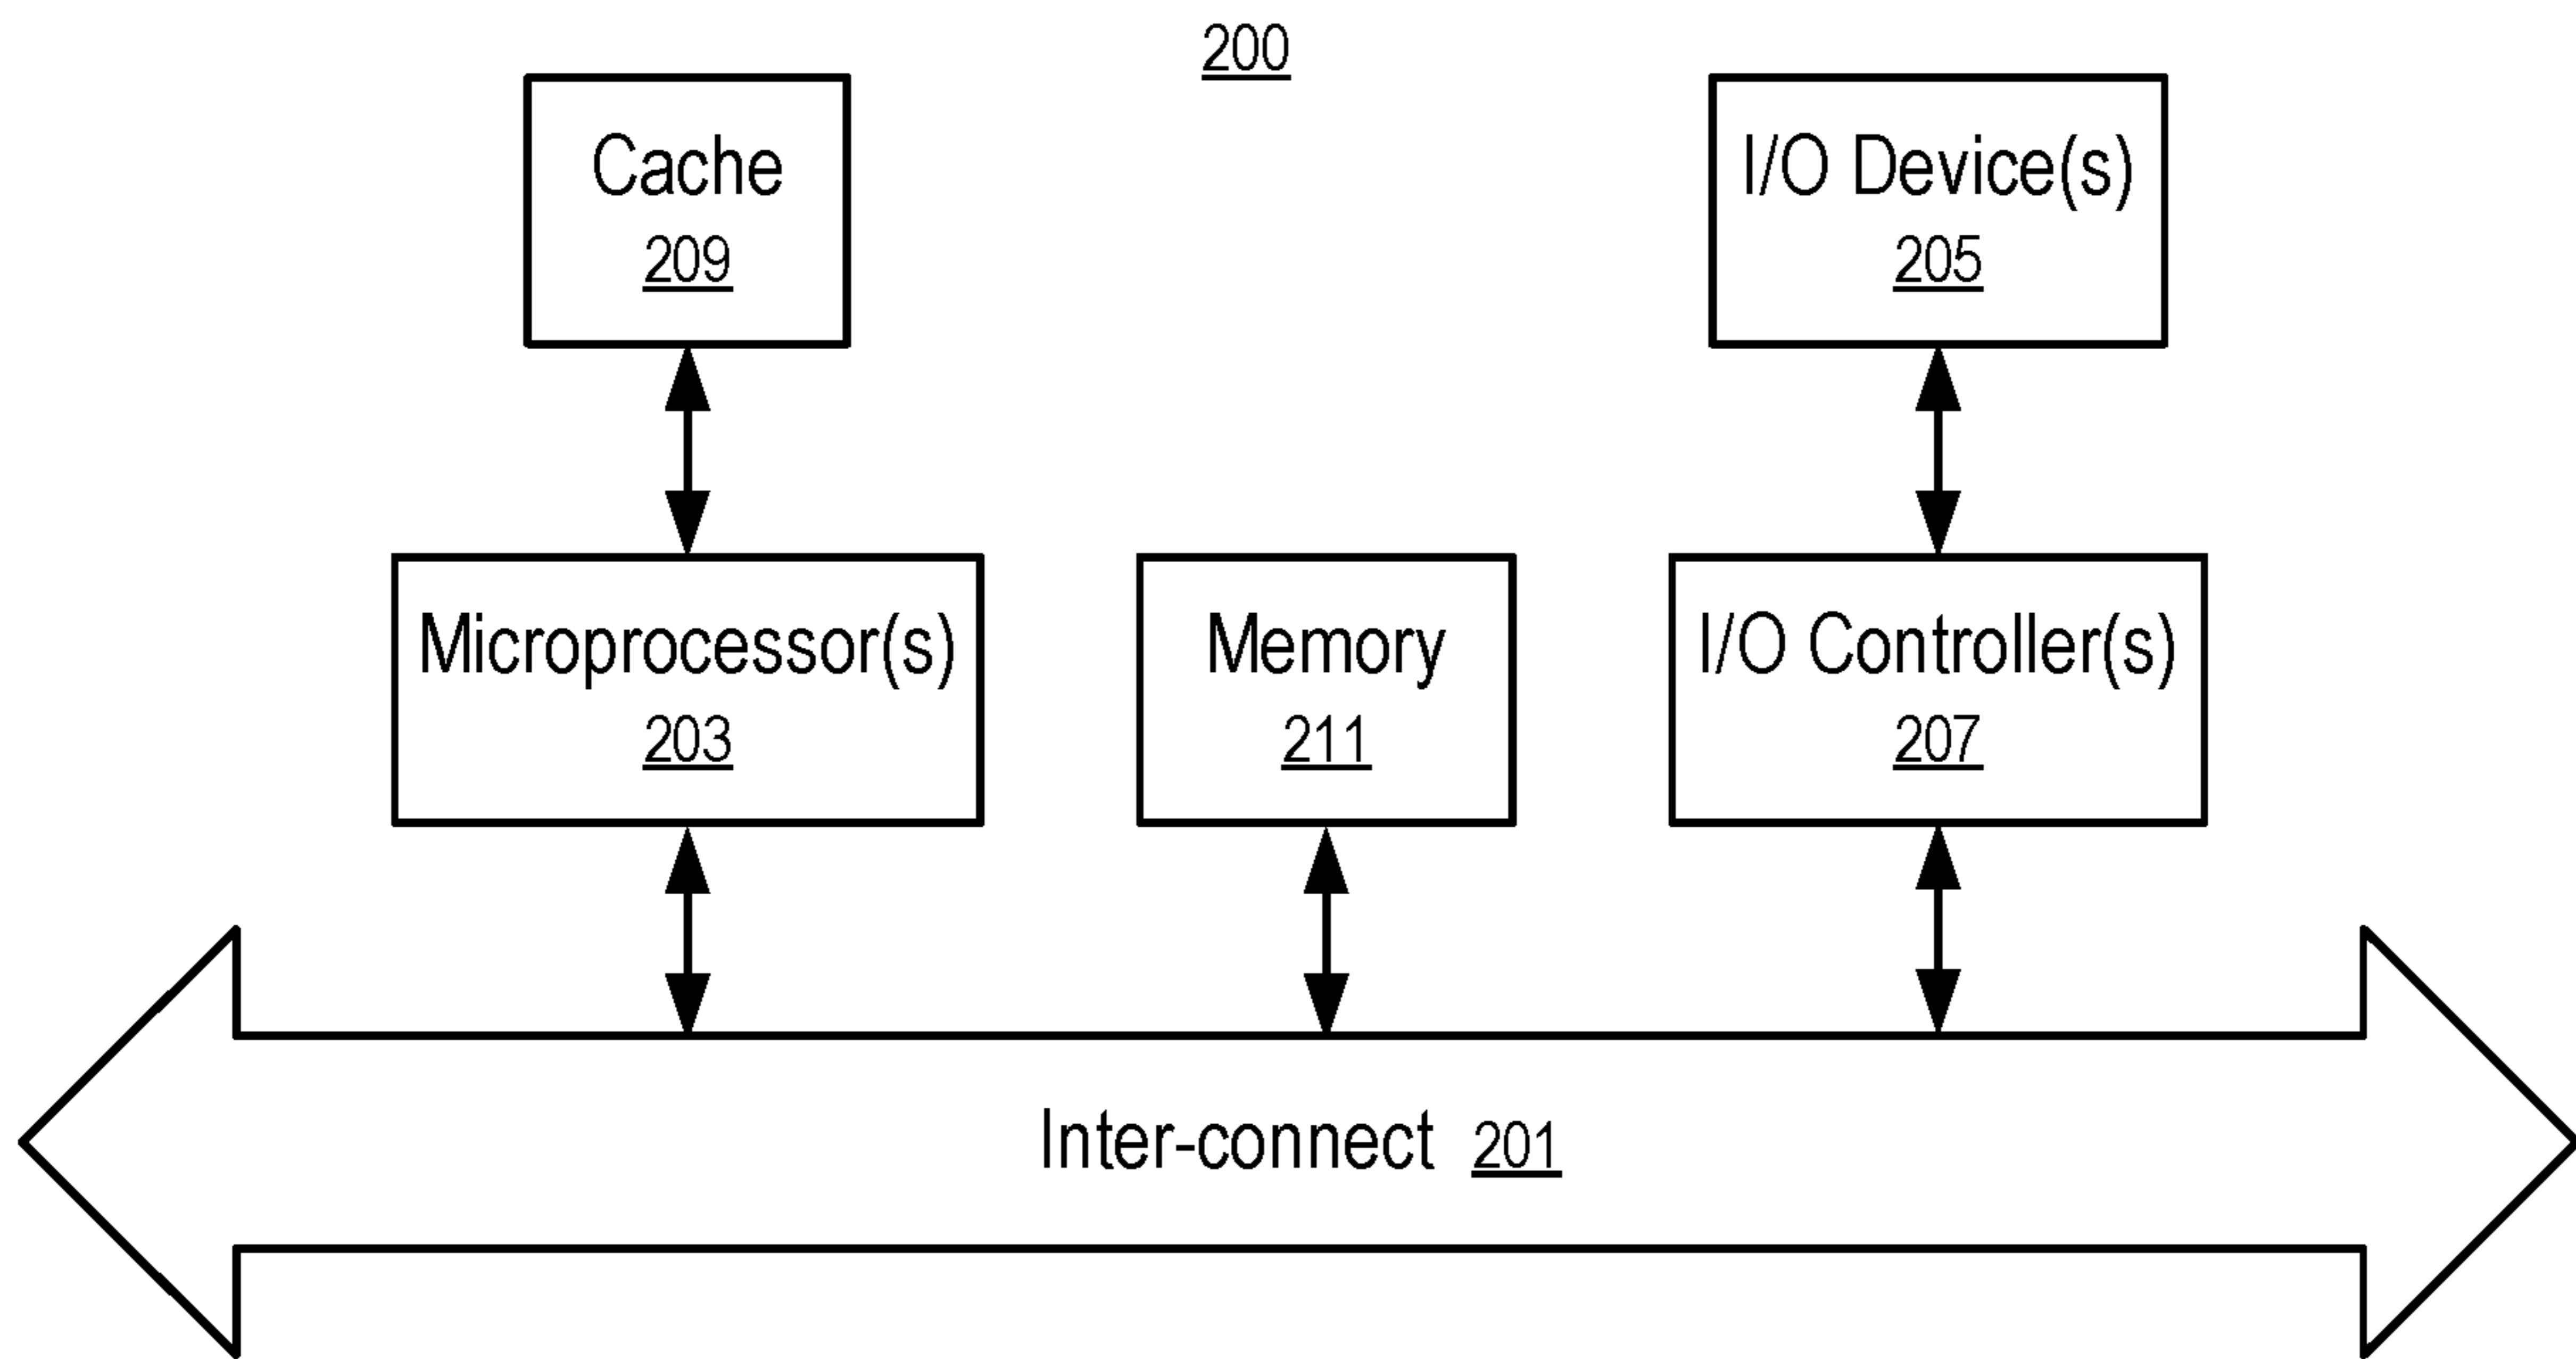 200
Cache
209
I/O Device(s)
205
Microprocessor(s)
203
Memory
211
I/O Controller(s)
207
Inter-connect 201